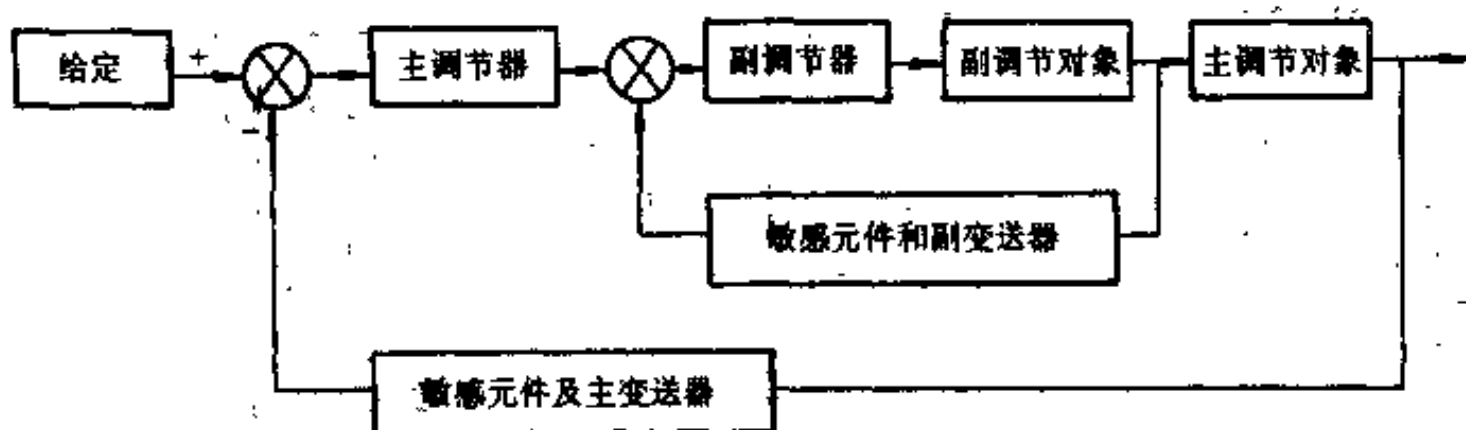 给定
+
主调节器
副调节器
副调节对象
主调节对象
−
敏感元件和副变送器
敏感元件及主变送器